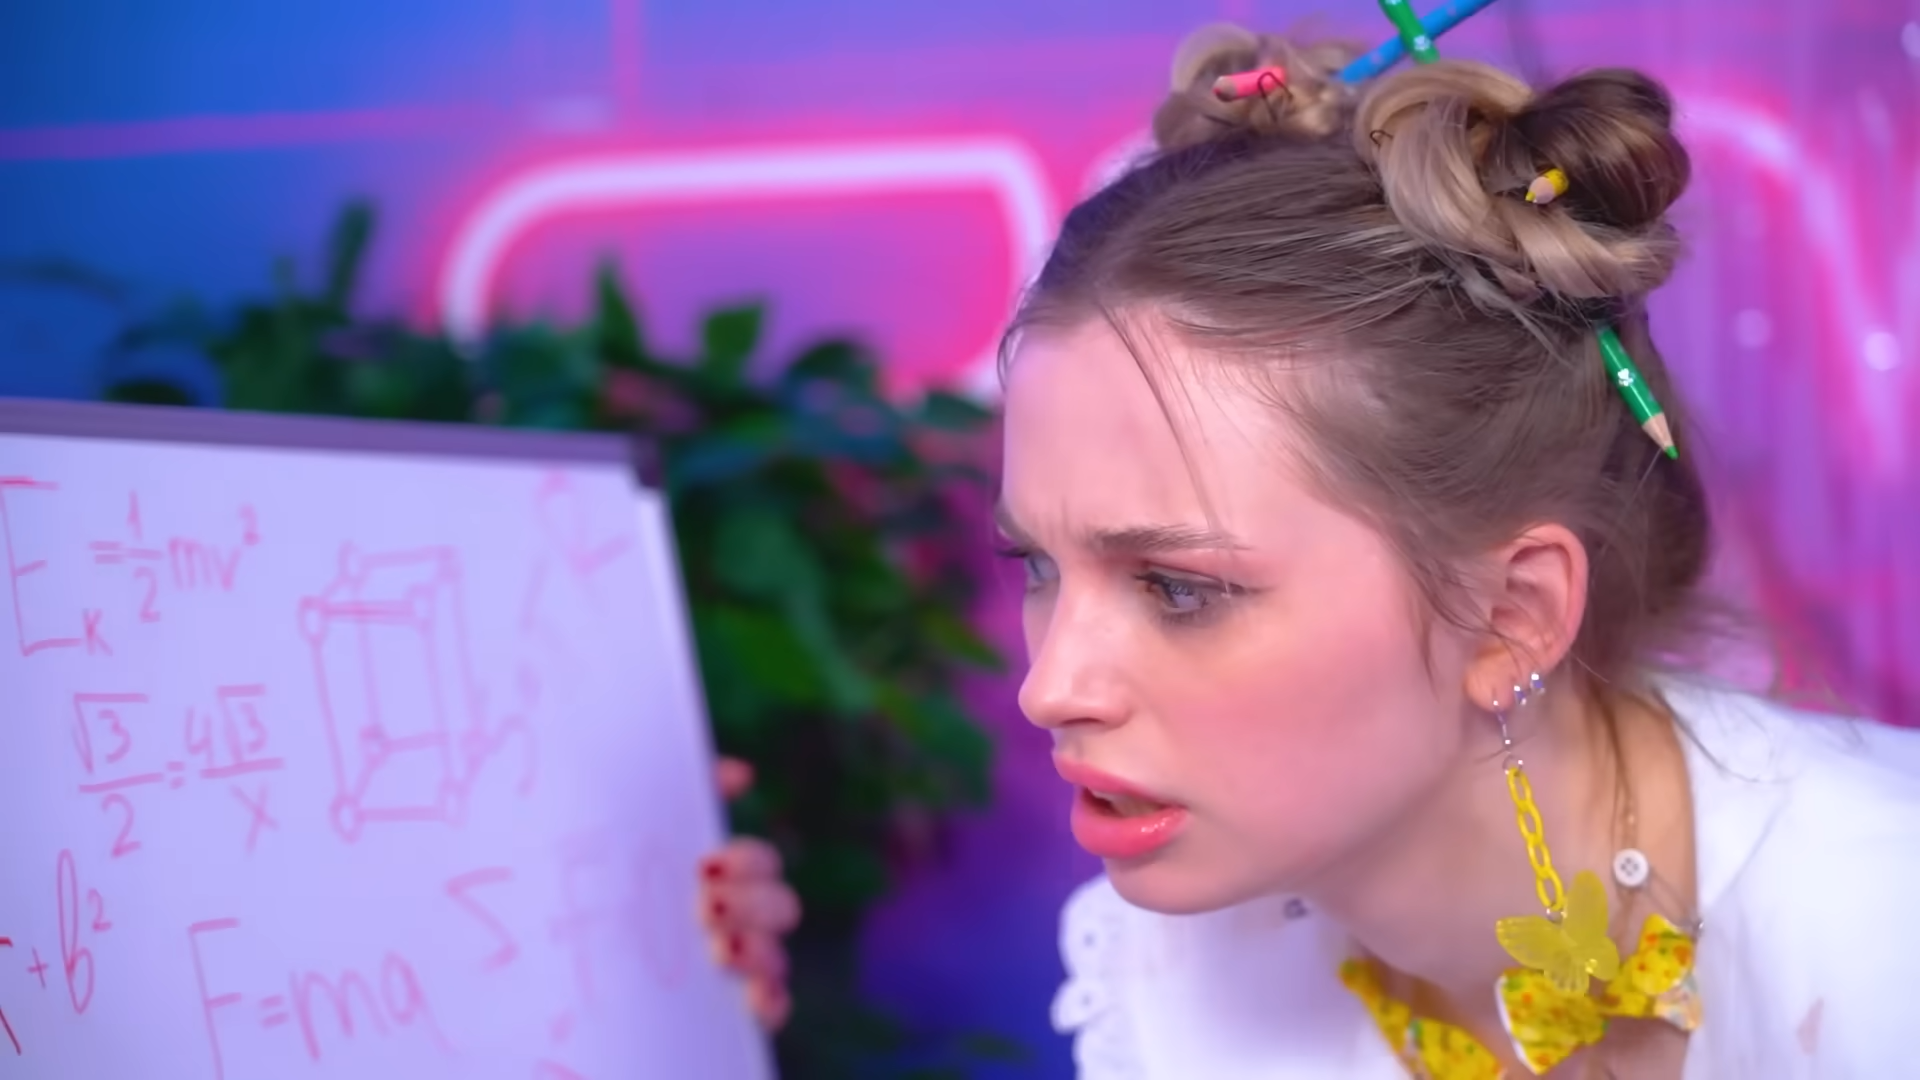 E_K = 1/2 mv²
√3/2 = 4√3/x
+ b²
F = ma